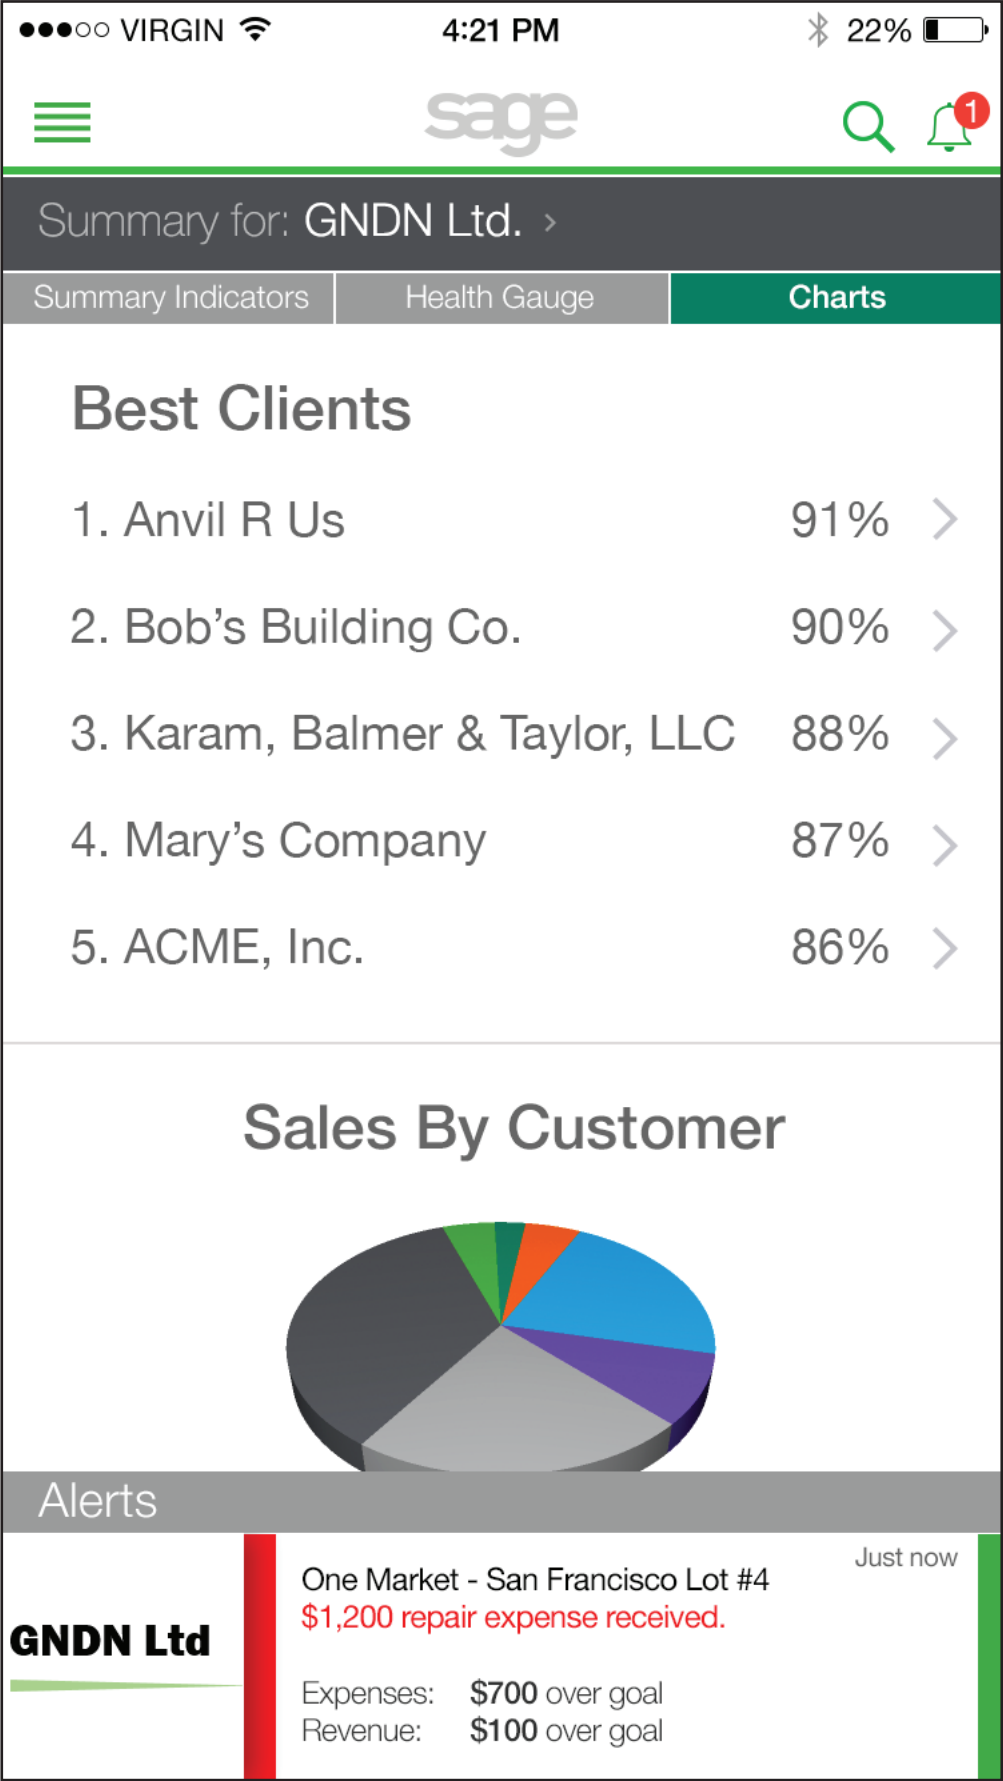 VIRGIN 4:21 PM 22%
sage 1
Summary for: GNDN Ltd. >
Summary Indicators Health Gauge Charts
Best Clients
1. Anvil R Us 91%
2. Bob’s Building Co. 90%
3. Karam, Balmer & Taylor, LLC 88%
4. Mary’s Company 87%
5. ACME, Inc. 86%
Sales By Customer
Alerts
Just now
One Market - San Francisco Lot #4
$1,200 repair expense received.
GNDN Ltd
Expenses: $700 over goal
Revenue: $100 over goal